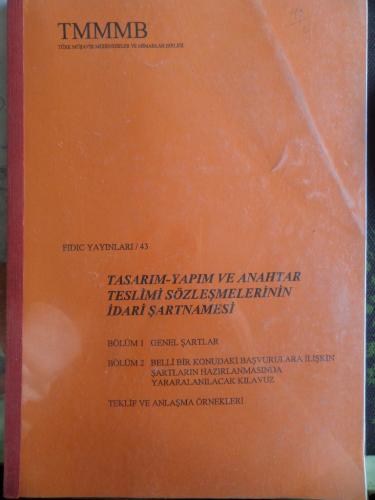 TMMMB
TÜRK MÜŞAVİR MÜHENDİSLER VE MİMARLAR BİRLİĞİ
FIDIC YAYINLARI / 43
TASARIM-YAPIM VE ANAHTAR
TESLİMİ SÖZLEŞMELERİNİN
İDARİ ŞARTNAMESİ
BÖLÜM 1 GENEL ŞARTLAR
BÖLÜM 2 BELLİ BİR KONUDAKİ BAŞVURULARA İLİŞKİN
ŞARTLARIN HAZIRLANMASINDA
YARARALANILACAK KILAVUZ
TEKLİF VE ANLAŞMA ÖRNEKLERİ